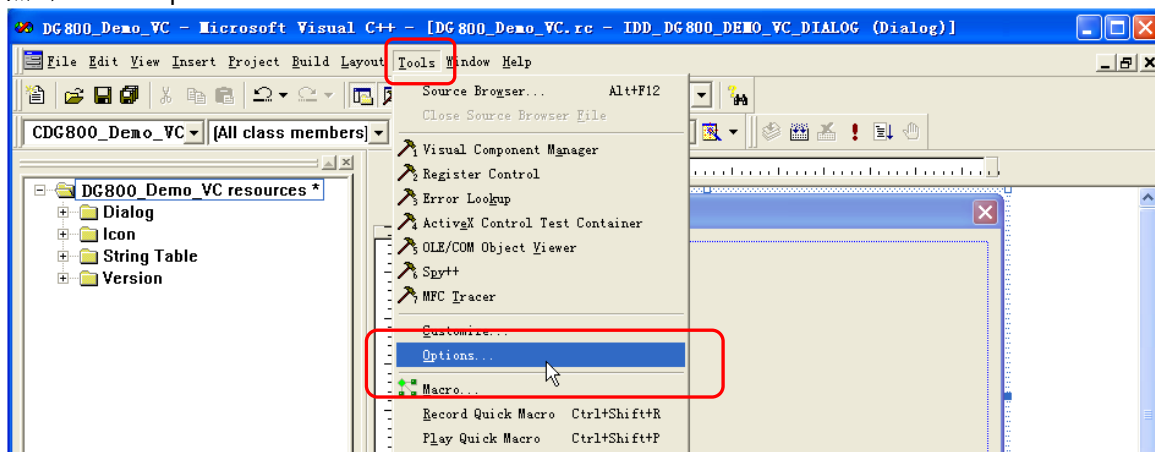 DG800_Demo_VC - Microsoft Visual C++ - [DG800_Demo_VC.rc - IDD_DG800_DEMO_VC_DIALOG (Dialog)]
File Edit View Insert Project Build Layout Tools Window Help
CDG800_Demo_VC [All class members]
DG800_Demo_VC resources *
Dialog
Icon
String Table
Version
Source Browser... Alt+F12
Close Source Browser File
Visual Component Manager
Register Control
Error Lookup
ActiveX Control Test Container
OLE/COM Object Viewer
Spy++
MFC Tracer
Customize...
Options...
Macro...
Record Quick Macro Ctrl+Shift+R
Play Quick Macro Ctrl+Shift+P